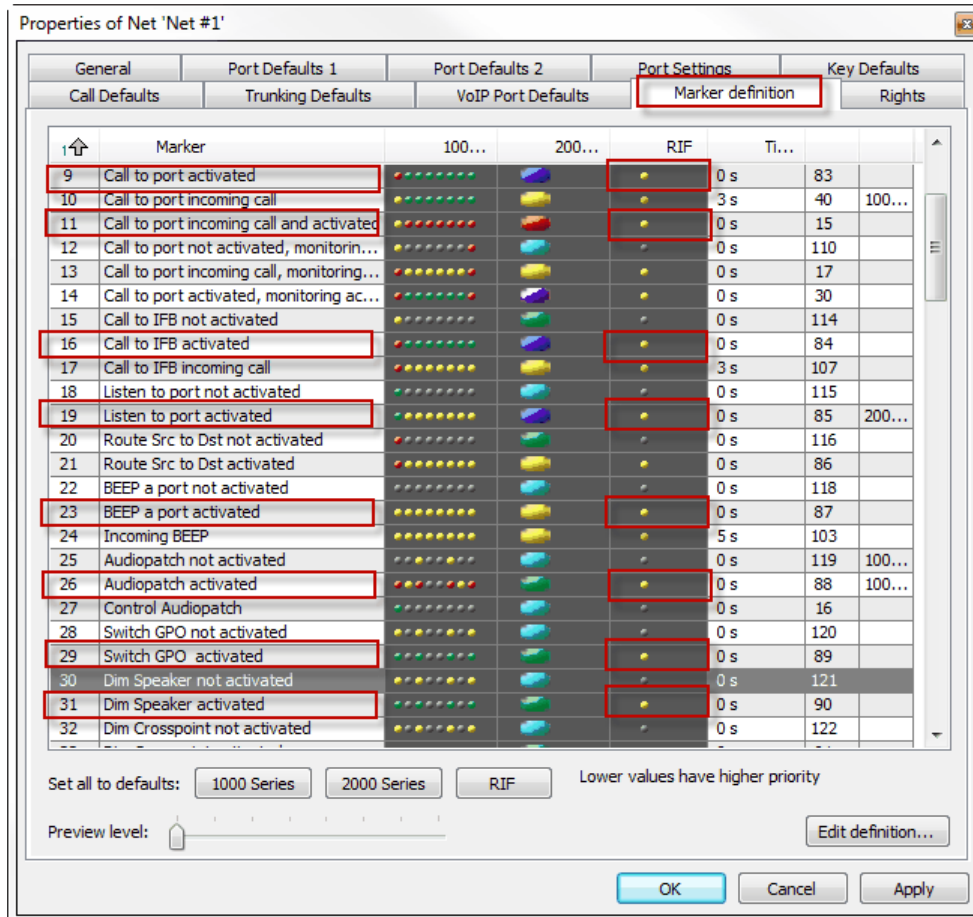 Properties of Net 'Net #1'
General Port Defaults 1 Port Defaults 2 Port Settings Key Defaults
Call Defaults Trunking Defaults VoIP Port Defaults Marker definition Rights
1 Marker 100... 200... RIF Ti...
9 Call to port activated 0 s 83
10 Call to port incoming call 3 s 40 100...
11 Call to port incoming call and activated 0 s 15
12 Call to port not activated, monitorin... 0 s 110
13 Call to port incoming call, monitoring... 0 s 17
14 Call to port activated, monitoring ac... 0 s 30
15 Call to IFB not activated 0 s 114
16 Call to IFB activated 0 s 84
17 Call to IFB incoming call 3 s 107
18 Listen to port not activated 0 s 115
19 Listen to port activated 0 s 85 200...
20 Route Src to Dst not activated 0 s 116
21 Route Src to Dst activated 0 s 86
22 BEEP a port not activated 0 s 118
23 BEEP a port activated 0 s 87
24 Incoming BEEP 5 s 103
25 Audiopatch not activated 0 s 119 100...
26 Audiopatch activated 0 s 88 100...
27 Control Audiopatch 0 s 16
28 Switch GPO not activated 0 s 120
29 Switch GPO activated 0 s 89
30 Dim Speaker not activated 0 s 121
31 Dim Speaker activated 0 s 90
32 Dim Crosspoint not activated 0 s 122
Set all to defaults: 1000 Series 2000 Series RIF Lower values have higher priority
Preview level: Edit definition...
OK Cancel Apply